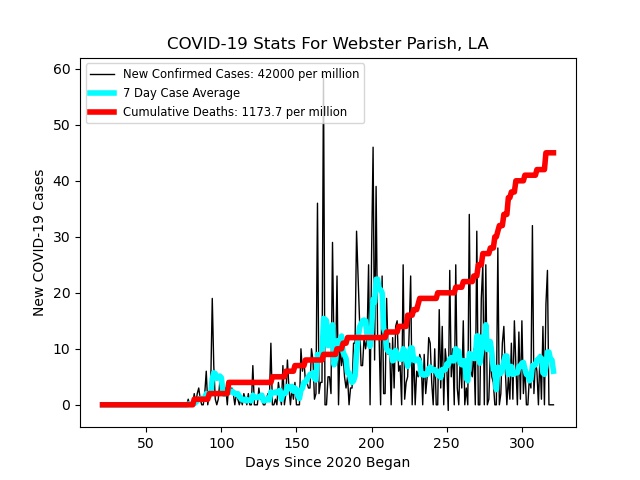 COVID-19 Stats For Webster Parish, LA
New Confirmed Cases: 42000 per million
7 Day Case Average
Cumulative Deaths: 1173.7 per million
New COVID-19 Cases
60
50
40
30
20
10
0
50 100 150 200 250 300
Days Since 2020 Began